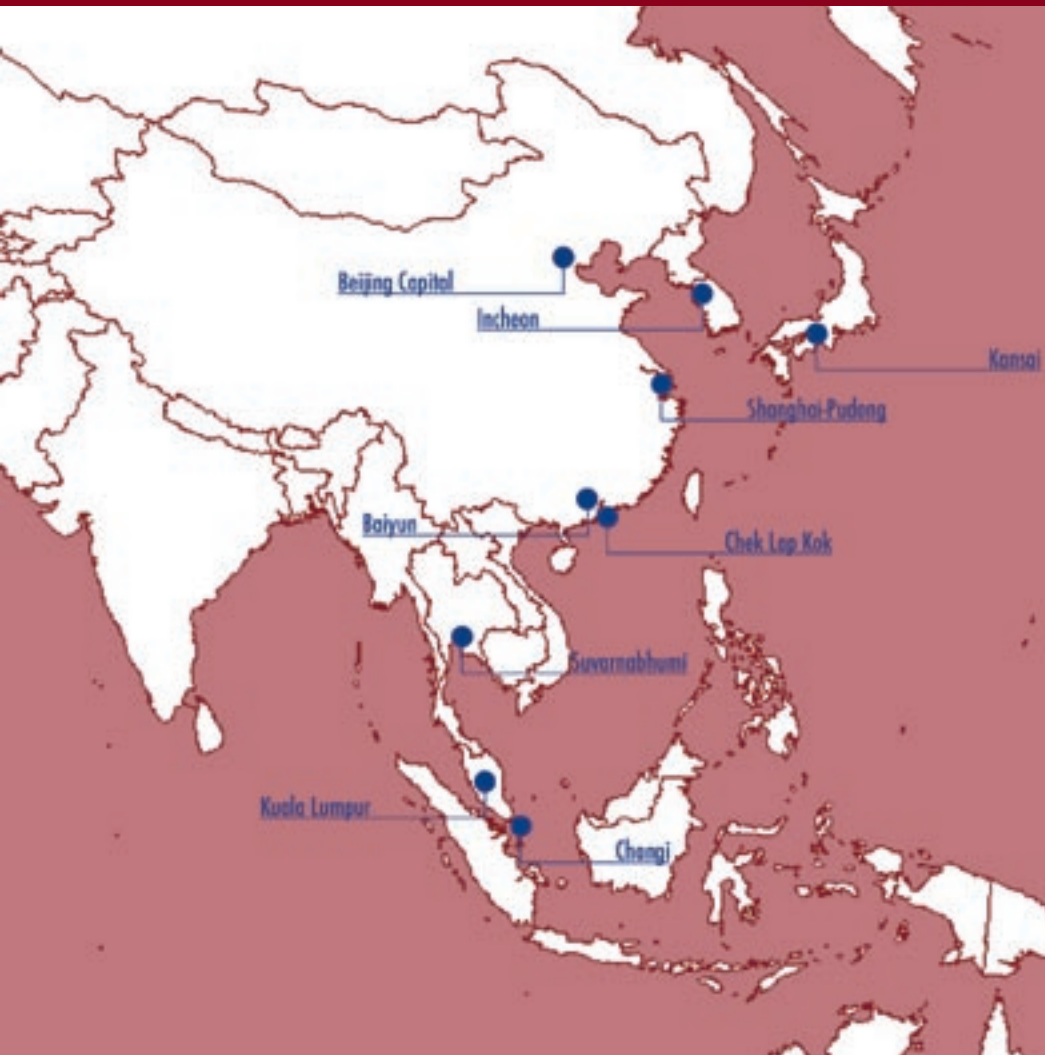 Beijing Capital
Incheon
Kansai
Shanghai-Pudong
Baiyun
Chek Lap Kok
Suvarnabhumi
Kuala Lumpur
Changi